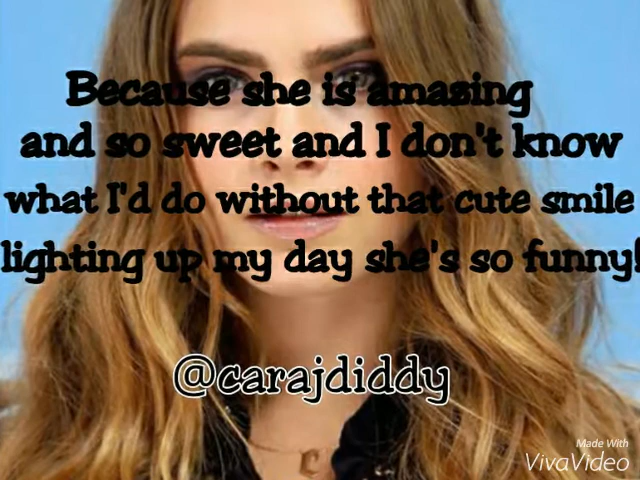 Because she is amazing
and so sweet and I don't know
what I'd do without that cute smile
lighting up my day she's so funny!
@carajdiddy
Made With
VivaVideo